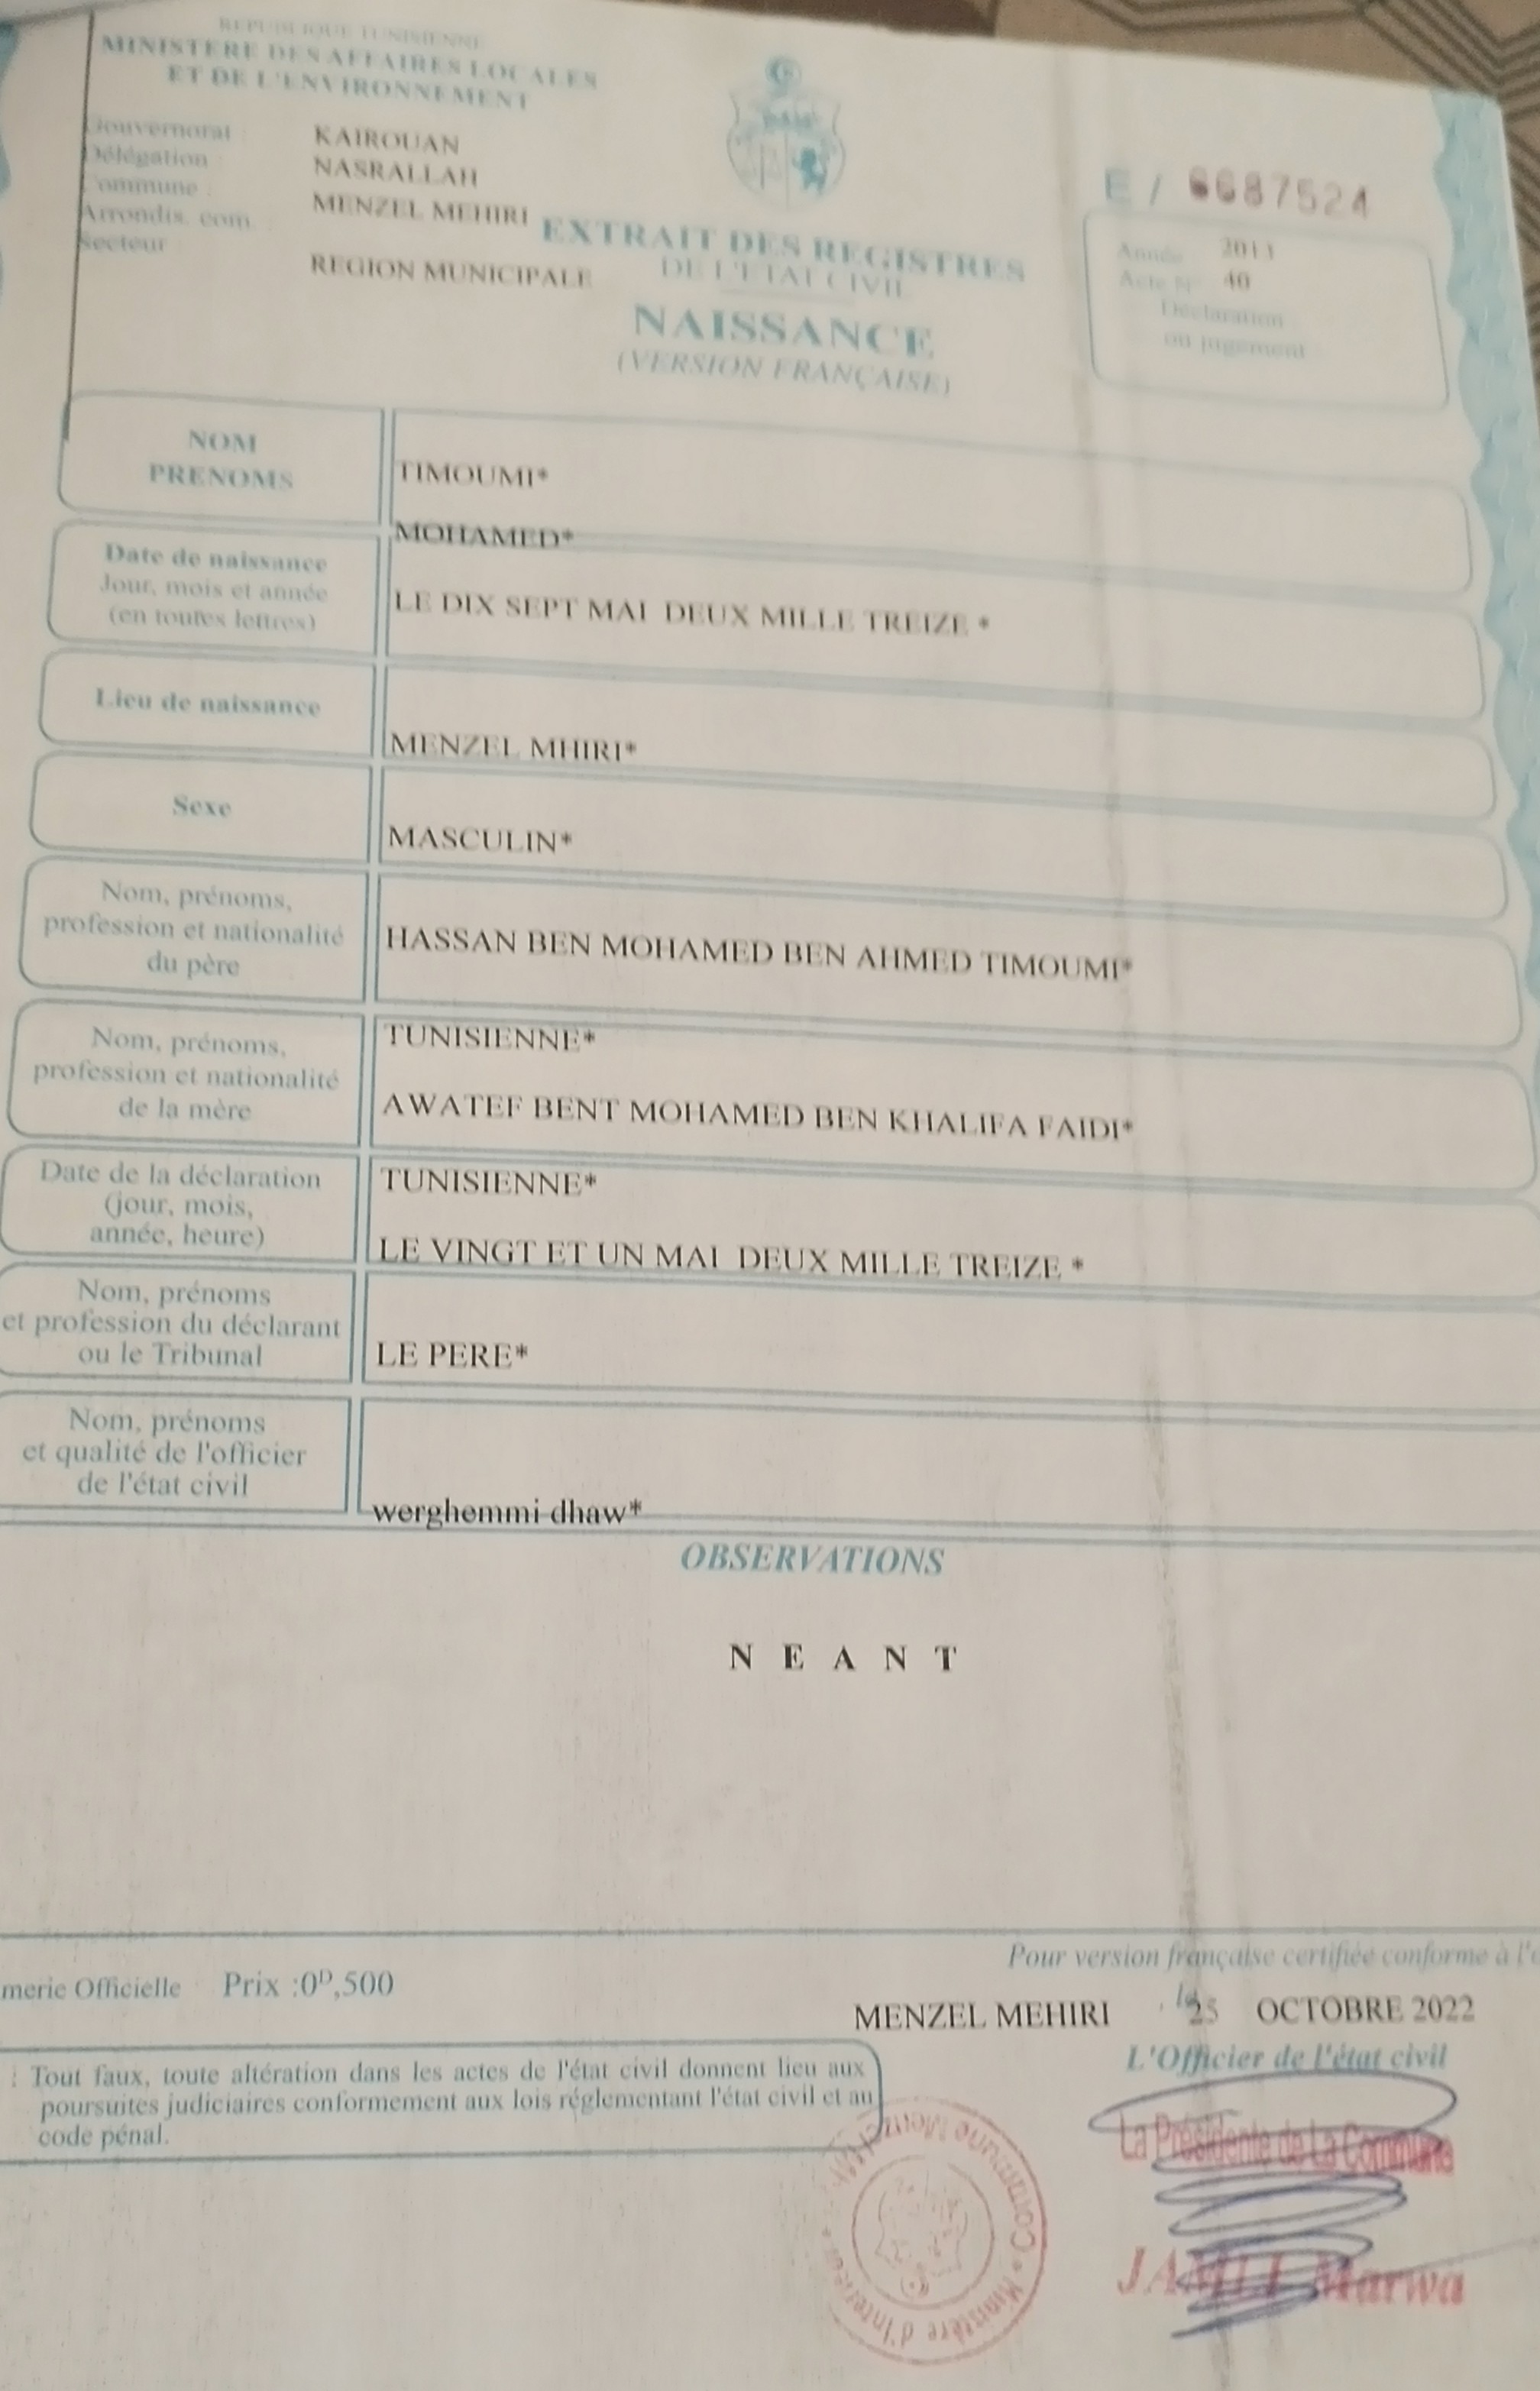 REPUBLIQUE TUNISIENNE
MINISTERE DES AFFAIRES LOCALES
ET DE L'ENVIRONNEMENT
Gouvernorat : KAIROUAN
Délégation : NASRALLAH
Commune : MENZEL MEHIRI
Arrondis. com
Secteur : REGION MUNICIPALE
E / 6687524
EXTRAIT DES REGISTRES
DE L'ETAT CIVIL
NAISSANCE
(VERSION FRANÇAISE)
Année 2013
Acte N° 40
Déclaration
ou jugement
NOM
PRENOMS
TIMOUMI*
MOHAMED*
Date de naissance
Jour, mois et année
(en toutes lettres)
LE DIX SEPT MAI DEUX MILLE TREIZE *
Lieu de naissance
MENZEL MHIRI*
Sexe
MASCULIN*
Nom, prénoms,
profession et nationalité
du père
HASSAN BEN MOHAMED BEN AHMED TIMOUMI*
TUNISIENNE*
Nom, prénoms,
profession et nationalité
de la mère
AWATEF BENT MOHAMED BEN KHALIFA FAIDI*
TUNISIENNE*
Date de la déclaration
(jour, mois,
année, heure)
LE VINGT ET UN MAI DEUX MILLE TREIZE *
Nom, prénoms
et profession du déclarant
ou le Tribunal
LE PERE*
Nom, prénoms
et qualité de l'officier
de l'état civil
werghemmi dhaw*
OBSERVATIONS
N E A N T
merie Officielle Prix :0ᴰ,500
Pour version française certifiée conforme à l'
MENZEL MEHIRI le 25 OCTOBRE 2022
L'Officier de l'état civil
: Tout faux, toute altération dans les actes de l'état civil donnent lieu aux
poursuites judiciaires conformement aux lois réglementant l'état civil et au
code pénal.
La Présidente de La Commune
Marwa
Commune Menzel
Ministère d'Interieur